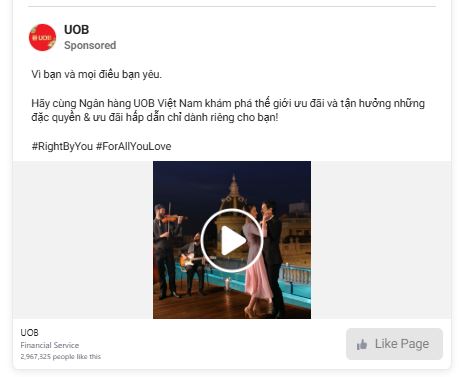 UOB
UOB
Sponsored
Vì bạn và mọi điều bạn yêu.
Hãy cùng Ngân hàng UOB Việt Nam khám phá thế giới ưu đãi và tận hưởng những
đặc quyền & ưu đãi hấp dẫn chỉ dành riêng cho bạn!
#RightByYou #ForAllYouLove
UOB
Financial Service
2,967,325 people like this
Like Page